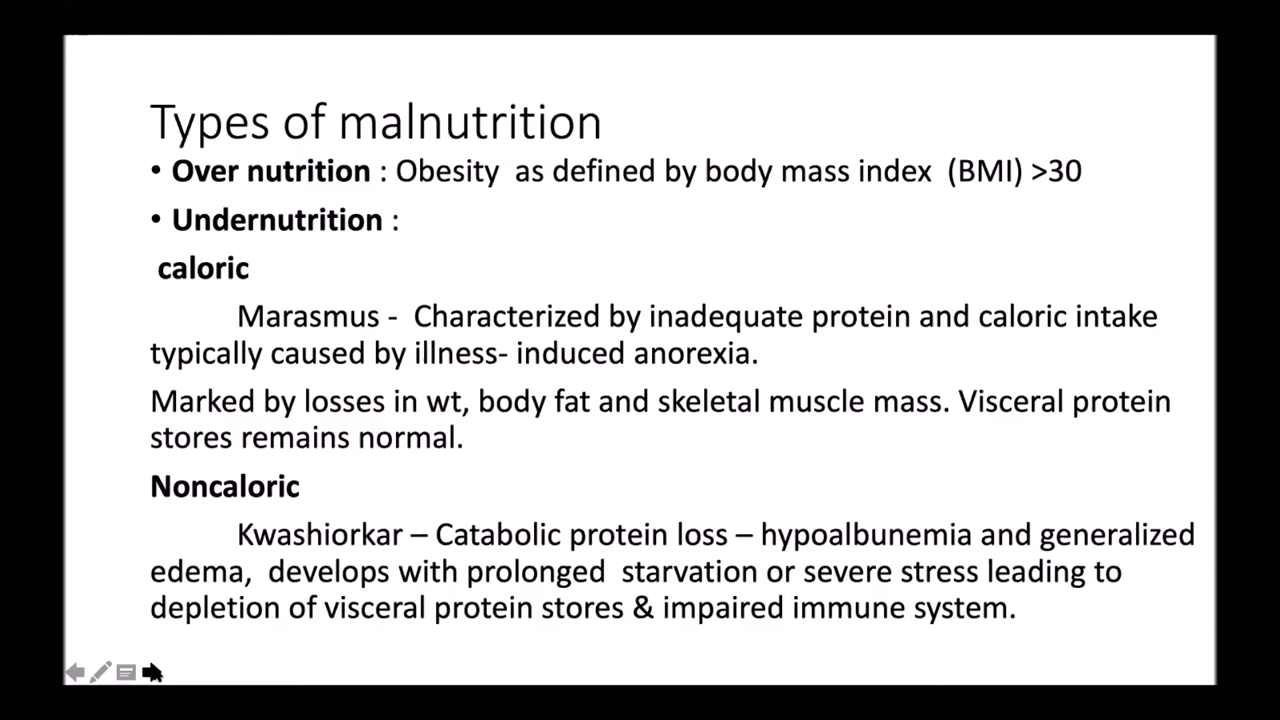 Types of malnutrition
• Over nutrition : Obesity as defined by body mass index (BMI) >30
• Undernutrition :
caloric
Marasmus - Characterized by inadequate protein and caloric intake
typically caused by illness- induced anorexia.
Marked by losses in wt, body fat and skeletal muscle mass. Visceral protein
stores remains normal.
Noncaloric
Kwashiorkar – Catabolic protein loss – hypoalbunemia and generalized
edema, develops with prolonged starvation or severe stress leading to
depletion of visceral protein stores & impaired immune system.